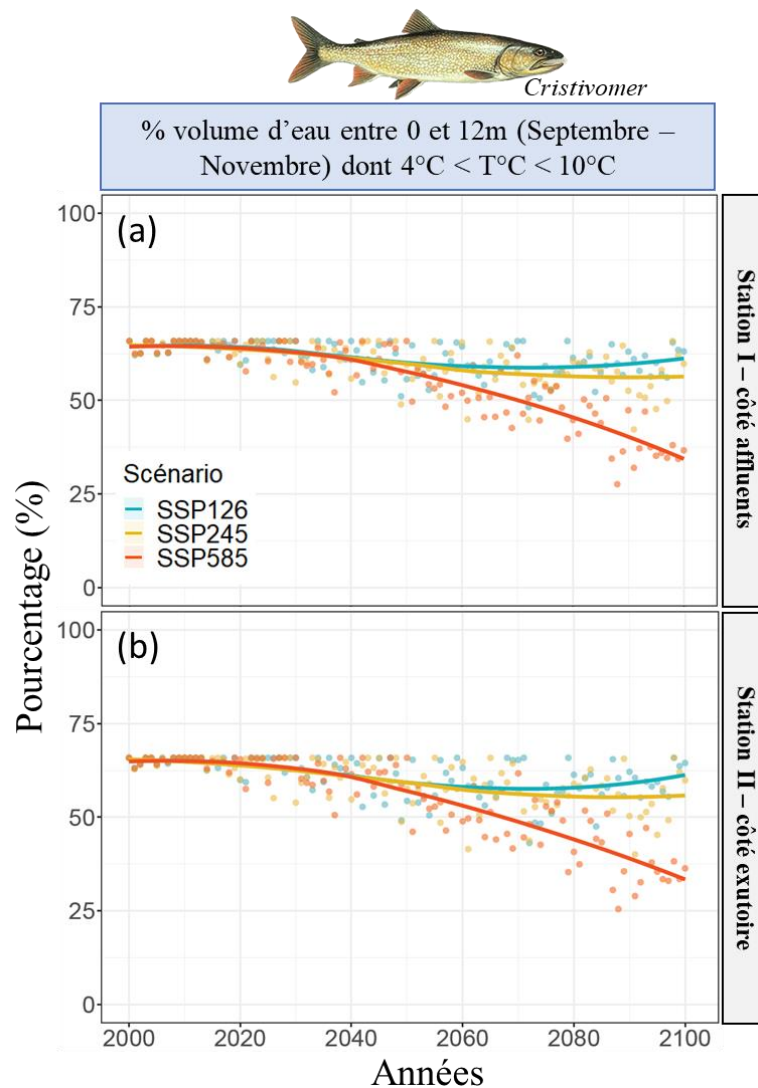 Cristivomer
% volume d'eau entre 0 et 12m (Septembre –
Novembre) dont 4°C < T°C < 10°C
Pourcentage (%)
100
75
50
25
0
(a)
Scénario
SSP126
SSP245
SSP585
Station I – côté affluents
100
75
50
25
0
(b)
Station II – côté exutoire
2000 2020 2040 2060 2080 2100
Années